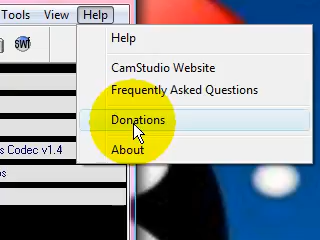 Tools View Help
SWF
Help
CamStudio Website
Frequently Asked Questions
Donations
About
s Codec v1.4
os